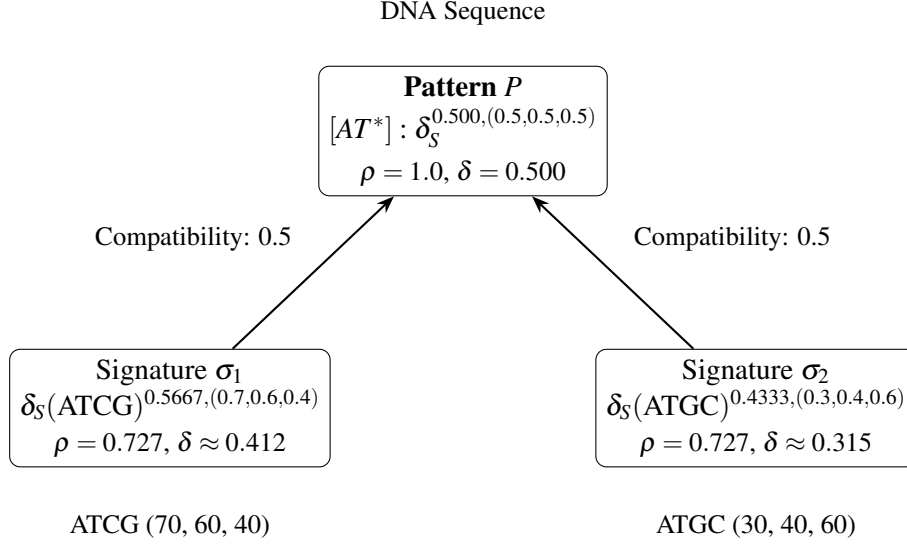 DNA Sequence
Pattern P
[AT*] : δ_S^{0.500,(0.5,0.5,0.5)}
ρ = 1.0, δ = 0.500
Compatibility: 0.5
Compatibility: 0.5
Signature σ₁
δ_S(ATCG)^{0.5667,(0.7,0.6,0.4)}
ρ = 0.727, δ ≈ 0.412
Signature σ₂
δ_S(ATGC)^{0.4333,(0.3,0.4,0.6)}
ρ = 0.727, δ ≈ 0.315
ATCG (70, 60, 40)
ATGC (30, 40, 60)